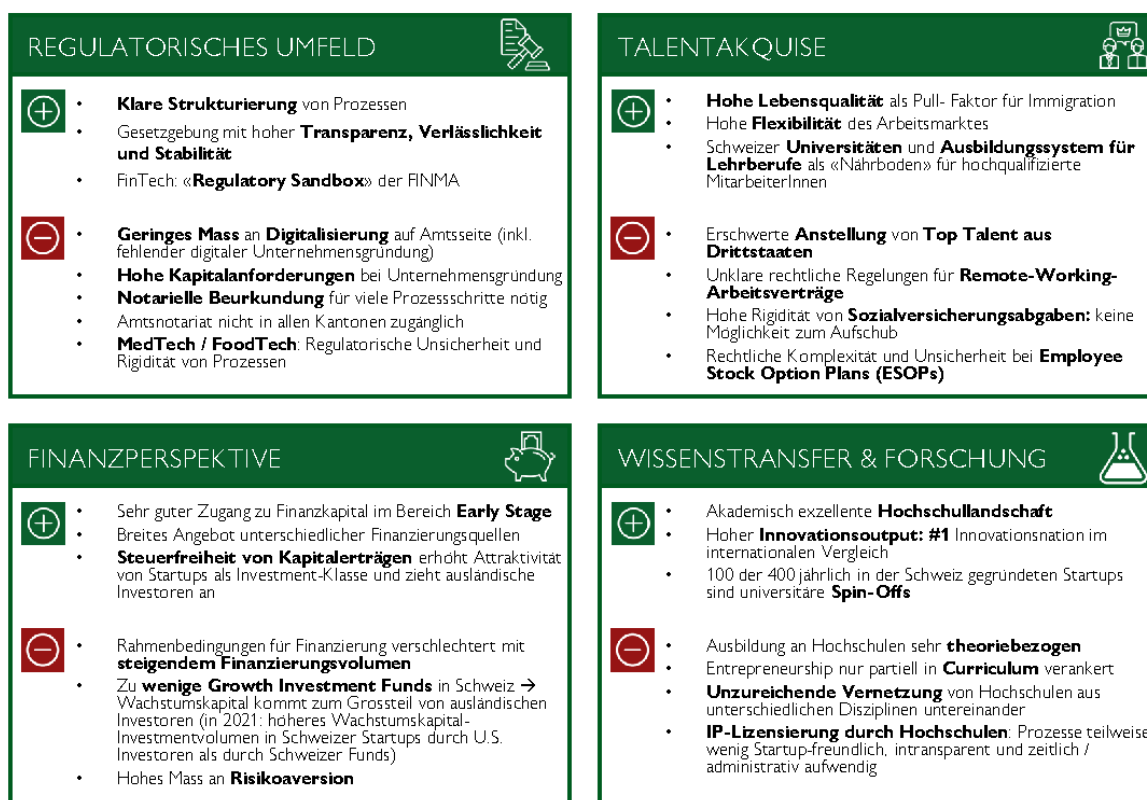 REGULATORISCHES UMFELD
• Klare Strukturierung von Prozessen
• Gesetzgebung mit hoher Transparenz, Verlässlichkeit
und Stabilität
• FinTech: «Regulatory Sandbox» der FINMA
• Geringes Mass an Digitalisierung auf Amtsseite (inkl.
fehlender digitaler Unternehmensgründung)
• Hohe Kapitalanforderungen bei Unternehmensgründung
• Notarielle Beurkundung für viele Prozessschritte nötig
• Amtsnotariat nicht in allen Kantonen zugänglich
• MedTech / FoodTech: Regulatorische Unsicherheit und
Rigidität von Prozessen
TALENTAKQUISE
• Hohe Lebensqualität als Pull- Faktor für Immigration
• Hohe Flexibilität des Arbeitsmarktes
• Schweizer Universitäten und Ausbildungssystem für
Lehrberufe als «Nährboden» für hochqualifizierte
MitarbeiterInnen
• Erschwerte Anstellung von Top Talent aus
Drittstaaten
• Unklare rechtliche Regelungen für Remote-Working-
Arbeitsverträge
• Hohe Rigidität von Sozialversicherungsabgaben: keine
Möglichkeit zum Aufschub
• Rechtliche Komplexität und Unsicherheit bei Employee
Stock Option Plans (ESOPs)
FINANZPERSPEKTIVE
• Sehr guter Zugang zu Finanzkapital im Bereich Early Stage
• Breites Angebot unterschiedlicher Finanzierungsquellen
• Steuerfreiheit von Kapitalerträgen erhöht Attraktivität
von Startups als Investment-Klasse und zieht ausländische
Investoren an
• Rahmenbedingungen für Finanzierung verschlechtert mit
steigendem Finanzierungsvolumen
• Zu wenige Growth Investment Funds in Schweiz →
Wachstumskapital kommt zum Grossteil von ausländischen
Investoren (in 2021: höheres Wachstumskapital-
Investmentvolumen in Schweizer Startups durch U.S.
Investoren als durch Schweizer Funds)
• Hohes Mass an Risikoaversion
WISSENSTRANSFER & FORSCHUNG
• Akademisch exzellente Hochschullandschaft
• Hoher Innovationsoutput: #1 Innovationsnation im
internationalen Vergleich
• 100 der 400 jährlich in der Schweiz gegründeten Startups
sind universitäre Spin-Offs
• Ausbildung an Hochschulen sehr theoriebezogen
• Entrepreneurship nur partiell in Curriculum verankert
• Unzureichende Vernetzung von Hochschulen aus
unterschiedlichen Disziplinen untereinander
• IP-Lizensierung durch Hochschulen: Prozesse teilweise
wenig Startup-freundlich, intransparent und zeitlich /
administrativ aufwendig